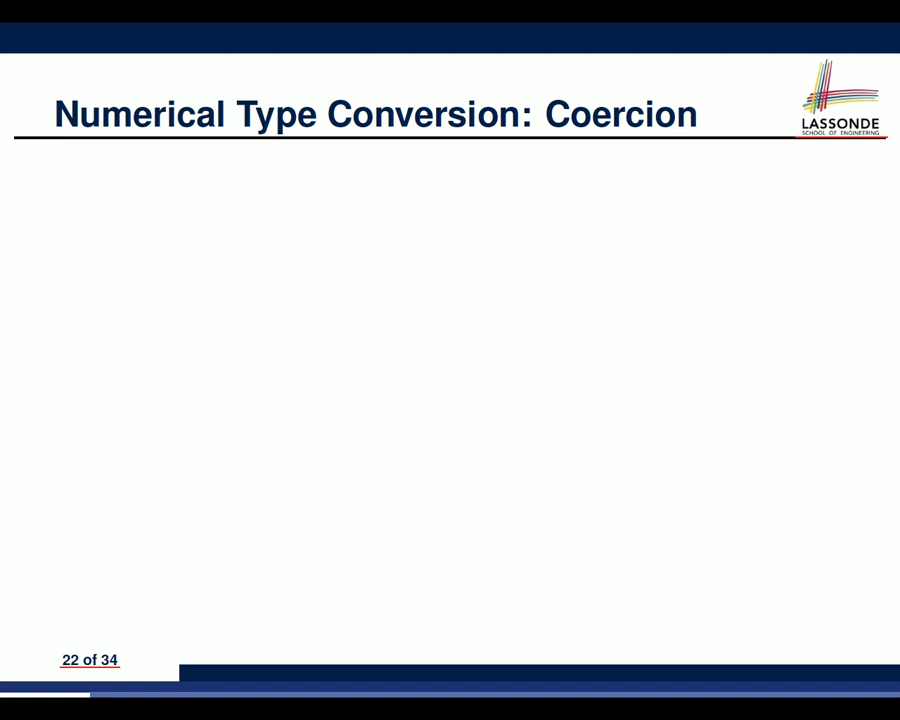 Numerical Type Conversion: Coercion
LASSONDE
SCHOOL OF ENGINEERING
22 of 34